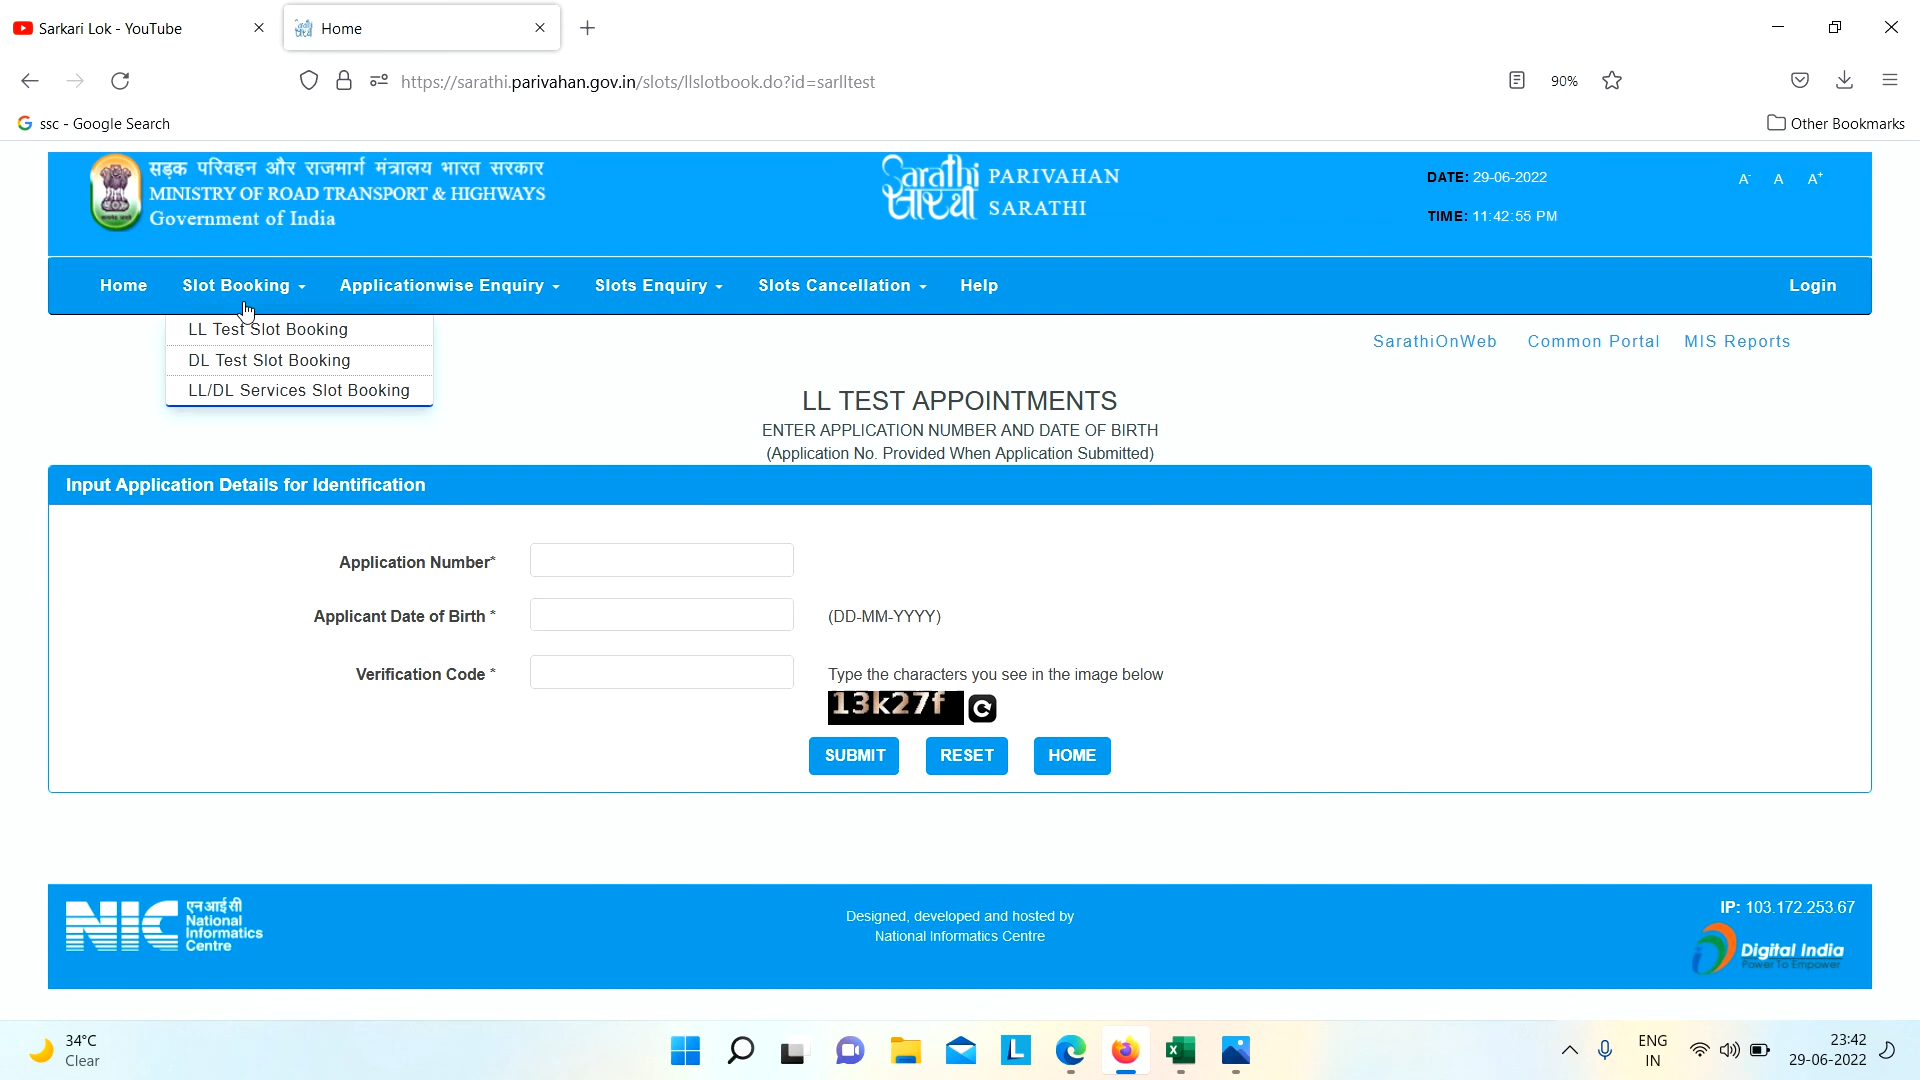 Sarkari Lok - YouTube
Home
https://sarathi.parivahan.gov.in/slots/llslotbook.do?id=sarlltest
90%
ssc - Google Search
Other Bookmarks
सड़क परिवहन और राजमार्ग मंत्रालय भारत सरकार
MINISTRY OF ROAD TRANSPORT & HIGHWAYS
Government of India
Sarathi
सारथी
PARIVAHAN
SARATHI
DATE: 29-06-2022
TIME: 11:42:55 PM
A- A A+
Home Slot Booking Applicationwise Enquiry Slots Enquiry Slots Cancellation Help Login
LL Test Slot Booking
DL Test Slot Booking
LL/DL Services Slot Booking
SarathiOnWeb Common Portal MIS Reports
LL TEST APPOINTMENTS
ENTER APPLICATION NUMBER AND DATE OF BIRTH
(Application No. Provided When Application Submitted)
Input Application Details for Identification
Application Number*
Applicant Date of Birth * (DD-MM-YYYY)
Verification Code * Type the characters you see in the image below
13k27f
SUBMIT RESET HOME
NIC
एनआईसी
National
Informatics
Centre
Designed, developed and hosted by
National Informatics Centre
IP: 103.172.253.67
Digital India
Power To Empower
34°C
Clear
ENG
IN
23:42
29-06-2022